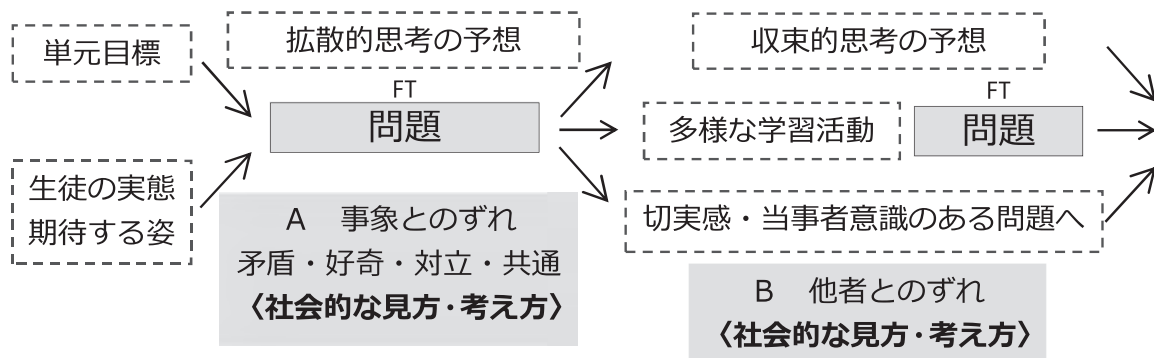 単元目標
生徒の実態
期待する姿
拡散的思考の予想
FT
問題
A　事象とのずれ
矛盾・好奇・対立・共通
〈社会的な見方・考え方〉
収束的思考の予想
多様な学習活動
FT
問題
切実感・当事者意識のある問題へ
B　他者とのずれ
〈社会的な見方・考え方〉